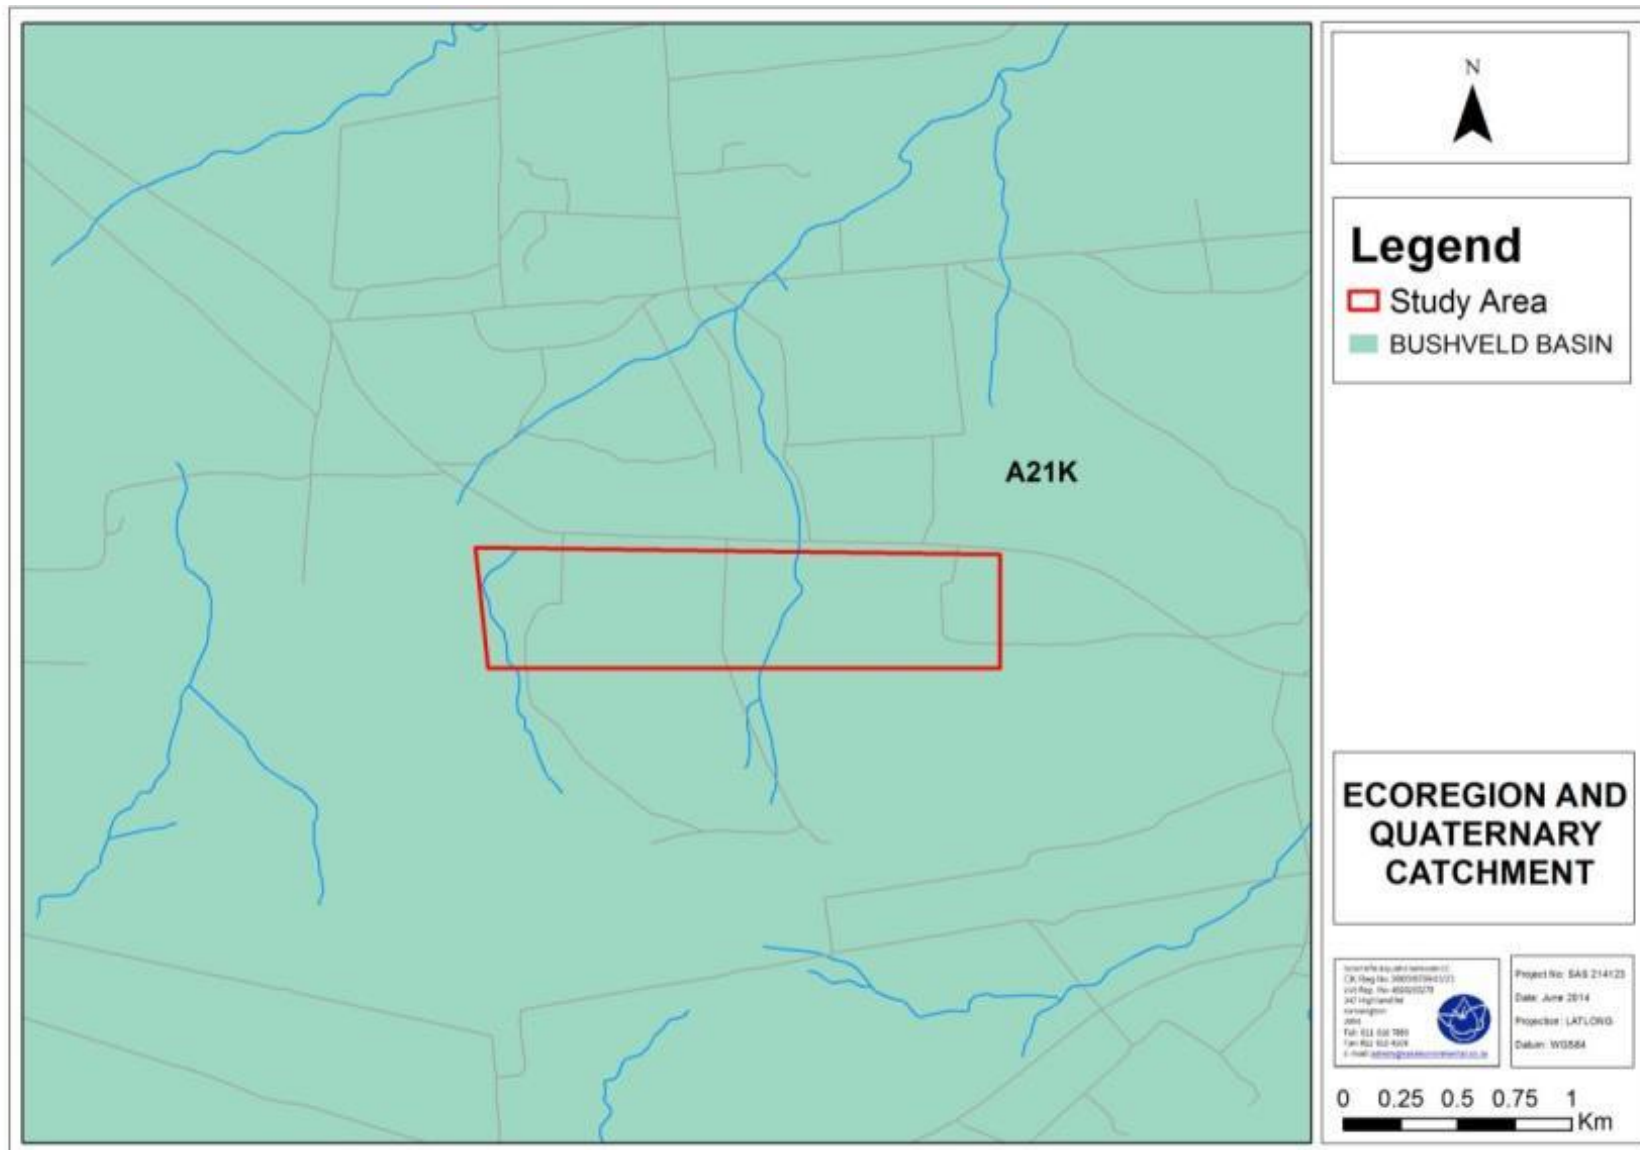 N
Legend
Study Area
BUSHVELD BASIN
A21K
ECOREGION AND
QUATERNARY
CATCHMENT
Project No: SAS 214123
Date: June 2014
Projection: LATLONG
Datum: WGS84
0 0.25 0.5 0.75 1
Km